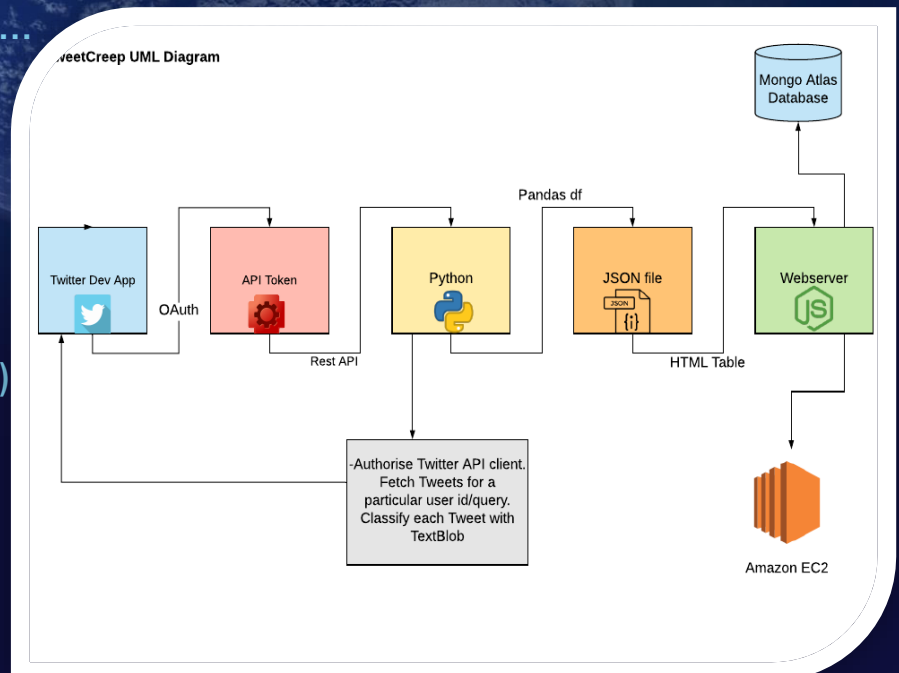 ...
weetCreep UML Diagram
Mongo Atlas
Database
Pandas df
Twitter Dev App
API Token
Python
JSON file
Webserver
JSON
{i}
JS
OAuth
)
Rest API
HTML Table
-Authorise Twitter API client.
Fetch Tweets for a
particular user id/query.
Classify each Tweet with
TextBlob
Amazon EC2